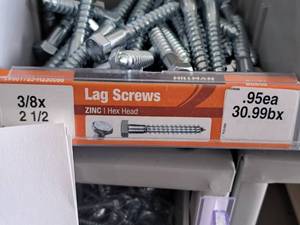 HILLMAN
3/8x
2 1/2
Lag Screws
ZINC | Hex Head
.95ea
30.99bx